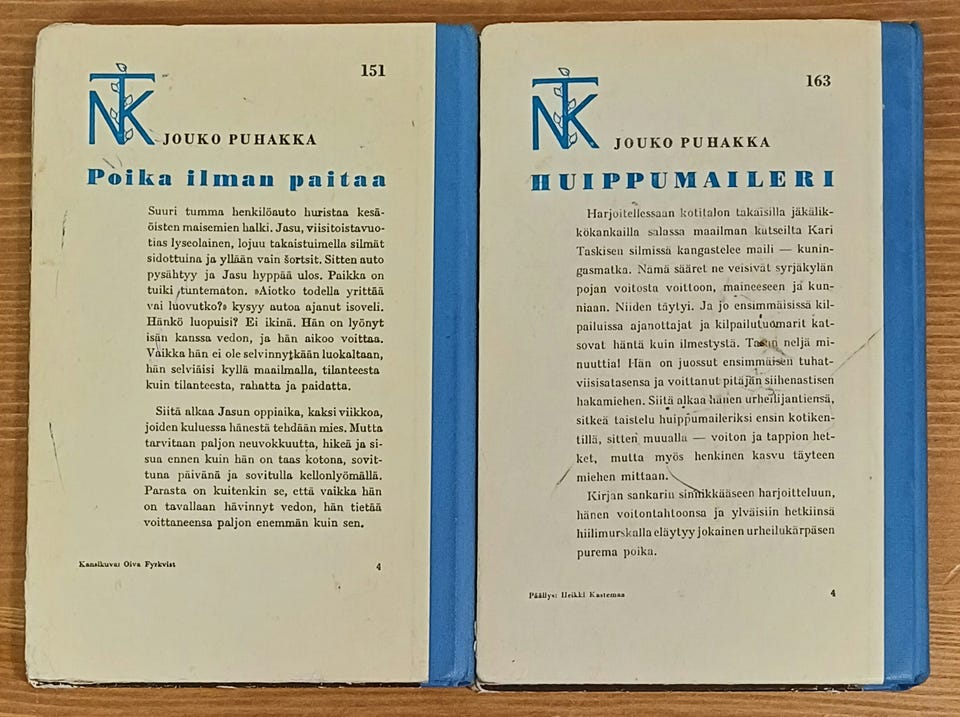 NTK
151
JOUKO PUHAKKA
Poika ilman paitaa
Suuri tumma henkilöauto huristaa kesä-
öisten maisemien halki. Jasu, viisitoistavuo-
tias lyseolainen, lojuu takaistuimella silmät
sidottuina ja yllään vain šortsit. Sitten auto
pysähtyy ja Jasu hyppää ulos. Paikka on
tuiki tuntematon. »Aiotko todella yrittää
vai luovutko?» kysyy autoa ajanut isoveli.
Hänkö luopuisi? Ei ikinä. Hän on lyönyt
isän kanssa vedon, ja hän aikoo voittaa.
Vaikka hän ei ole selvinnytkään luokaltaan,
hän selviäisi kyllä maailmalla, tilanteesta
kuin tilanteesta, rahatta ja paidatta.
Siitä alkaa Jasun oppiaika, kaksi viikkoa,
joiden kuluessa hänestä tehdään mies. Mutta
tarvitaan paljon neuvokkuutta, hikeä ja si-
sua ennen kuin hän on taas kotona, sovit-
tuna päivänä ja sovitulla kellonlyömällä.
Parasta on kuitenkin se, että vaikka hän
on tavallaan hävinnyt vedon, hän tietää
voittaneensa paljon enemmän kuin sen.
Kansikuva: Oiva Fyrkvist
4
NTK
163
JOUKO PUHAKKA
HUIPPUMAILERI
Harjoitellessaan kotitalon takaisilla jäkälik-
kökankailla salassa maailman katseilta Kari
Taskisen silmissä kangastelee maili — kunin-
gasmatka. Nämä sääret ne veisivät syrjäkylän
pojan voitosta voittoon, maineeseen ja kun-
niaan. Niiden täytyi. Ja jo ensimmäisissä kil-
pailuissa ajanottajat ja kilpailutuomarit kat-
sovat häntä kuin ilmestystä. Tasan neljä mi-
nuuttia! Hän on juossut ensimmäisen tuhat-
viisisatasensa ja voittanut pitäjän siihenastisen
hakamiehen. Siitä alkaa hänen urheilijantiensä,
sitkeä taistelu huippumaileriksi ensin kotiken-
tillä, sitten muualla — voiton ja tappion het-
ket, mutta myös henkinen kasvu täyteen
miehen mittaan.
Kirjan sankarin sinnikkääseen harjoitteluun,
hänen voitontahtoonsa ja ylväisiin hetkiinsä
hiilimurskalla eläytyy jokainen urheilukärpäsen
purema poika.
Päällys: Heikki Kastemaa
4